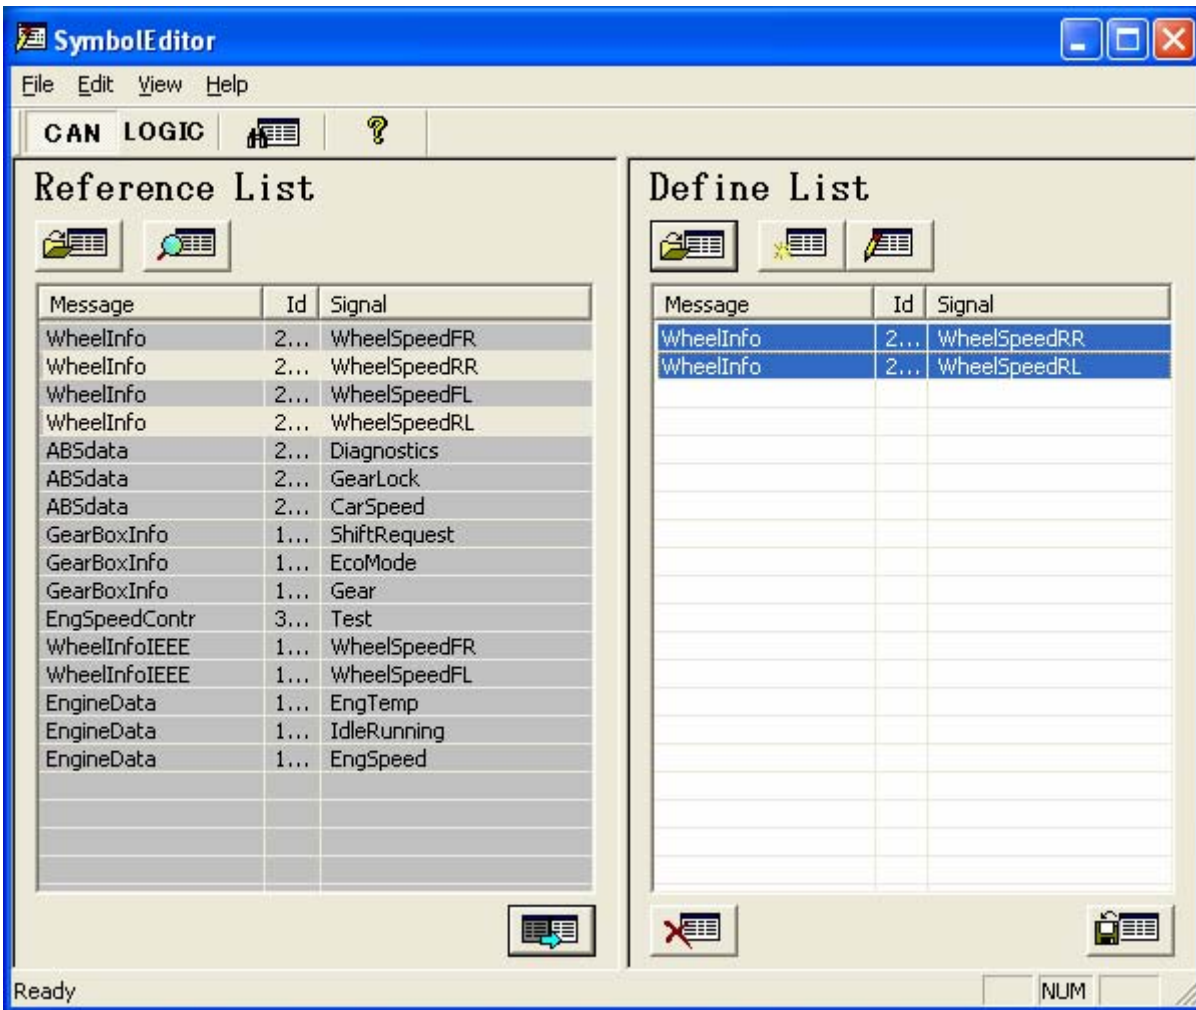 SymbolEditor
File Edit View Help
CAN LOGIC
Reference List
Message Id Signal
WheelInfo 2... WheelSpeedFR
WheelInfo 2... WheelSpeedRR
WheelInfo 2... WheelSpeedFL
WheelInfo 2... WheelSpeedRL
ABSdata 2... Diagnostics
ABSdata 2... GearLock
ABSdata 2... CarSpeed
GearBoxInfo 1... ShiftRequest
GearBoxInfo 1... EcoMode
GearBoxInfo 1... Gear
EngSpeedContr 3... Test
WheelInfoIEEE 1... WheelSpeedFR
WheelInfoIEEE 1... WheelSpeedFL
EngineData 1... EngTemp
EngineData 1... IdleRunning
EngineData 1... EngSpeed
Define List
Message Id Signal
WheelInfo 2... WheelSpeedRR
WheelInfo 2... WheelSpeedRL
Ready NUM